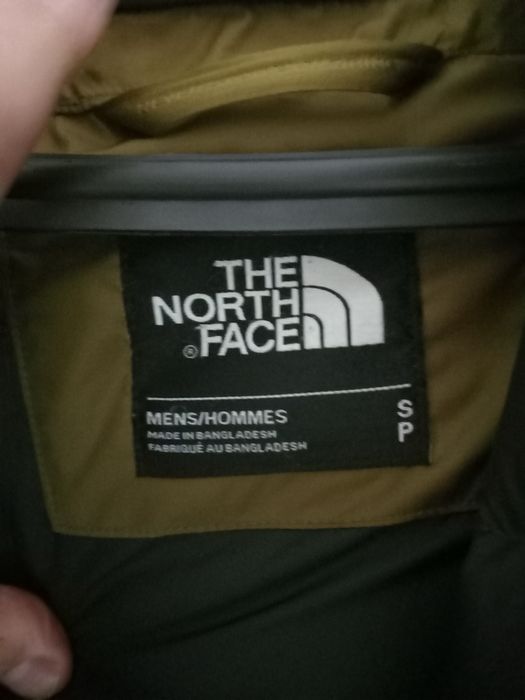 THE
NORTH
®FACE
MENS/HOMMES S
MADE IN BANGLADESH P
FABRIQUÉ AU BANGLADESH